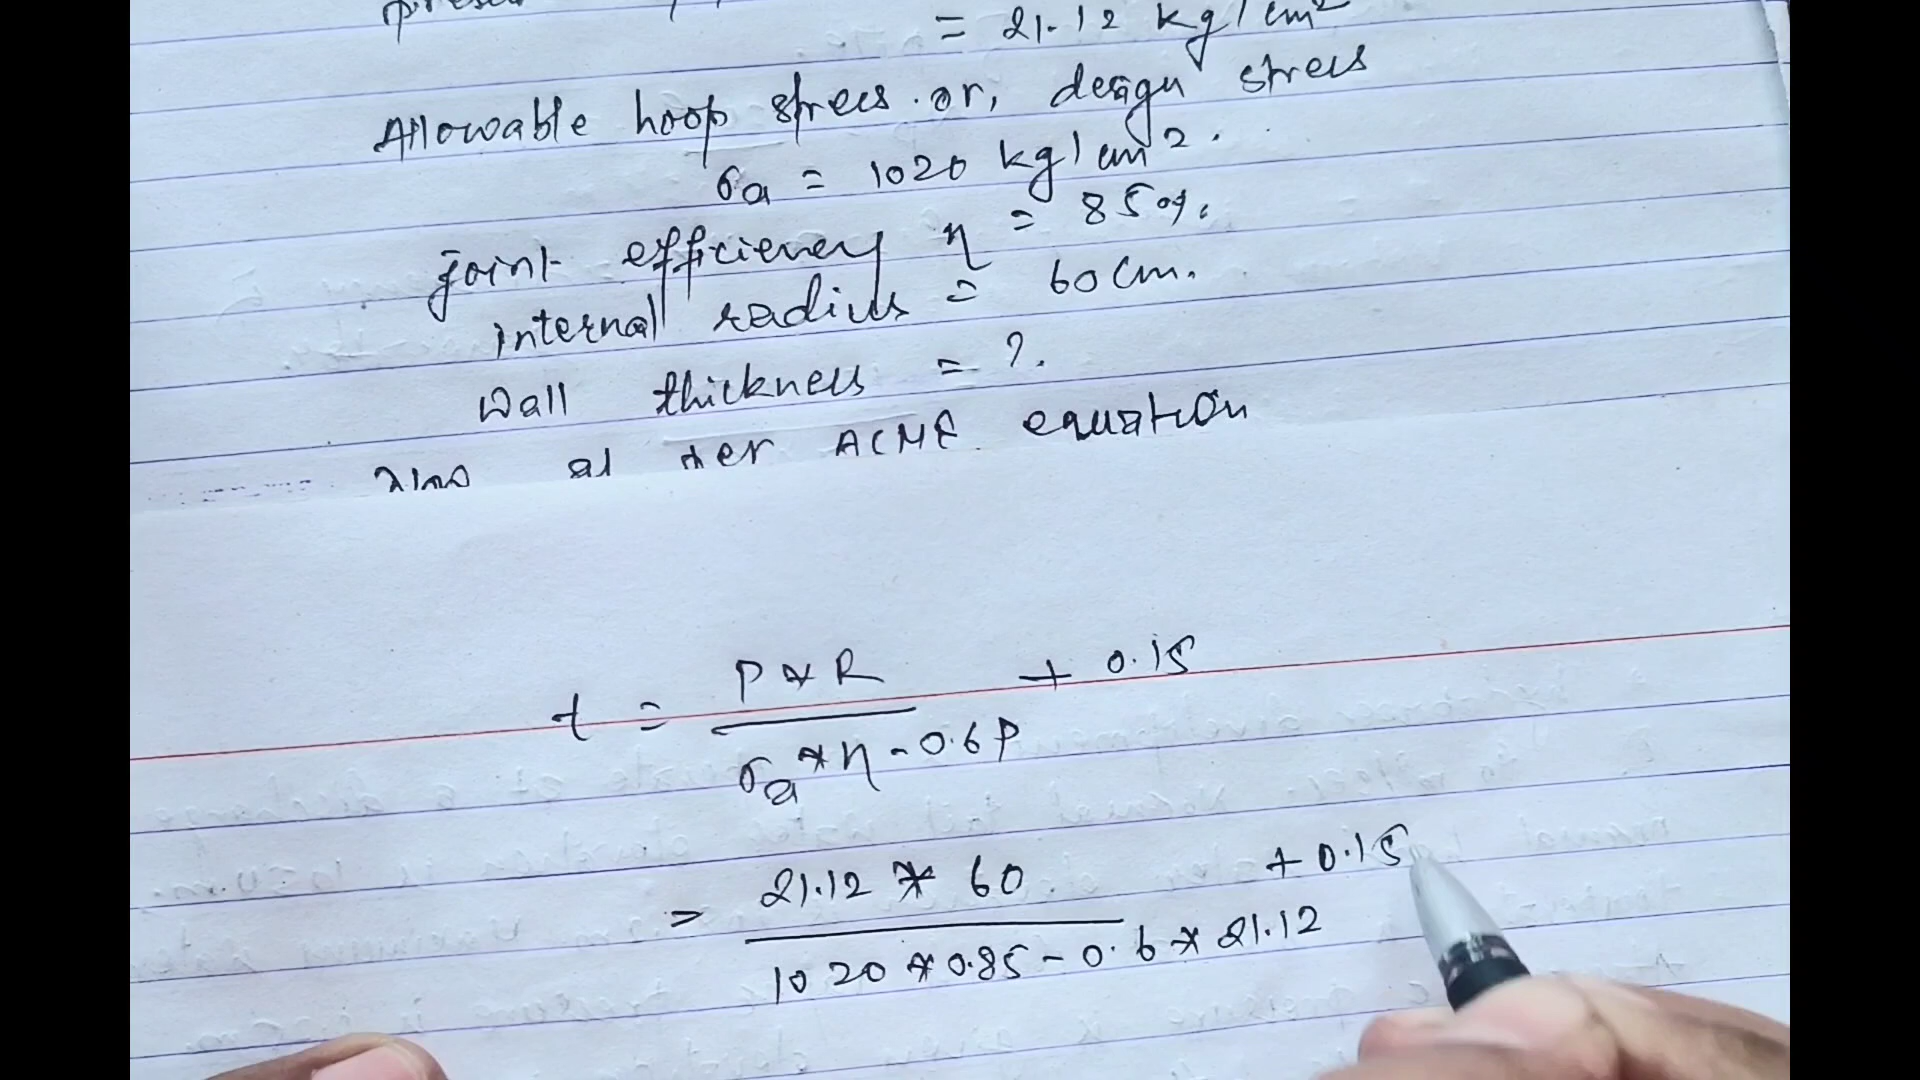 = 21.12 kg/cm²
Allowable hoop stress or, design stress
σa = 1020 kg/cm².
joint efficiency η = 85%.
internal radius = 60 cm.
Wall thickness = ?.
equation
t = P * R / σa * η - 0.6P + 0.15
= 21.12 * 60 / 1020 * 0.85 - 0.6 * 21.12 + 0.15